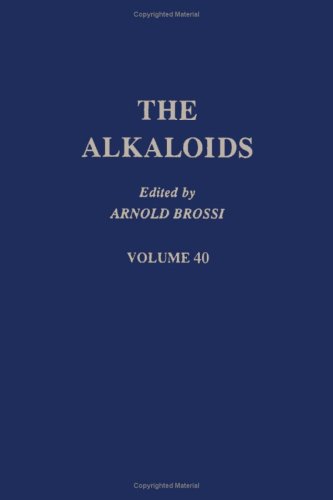 THE
ALKALOIDS
Edited by
ARNOLD BROSSI
VOLUME 40